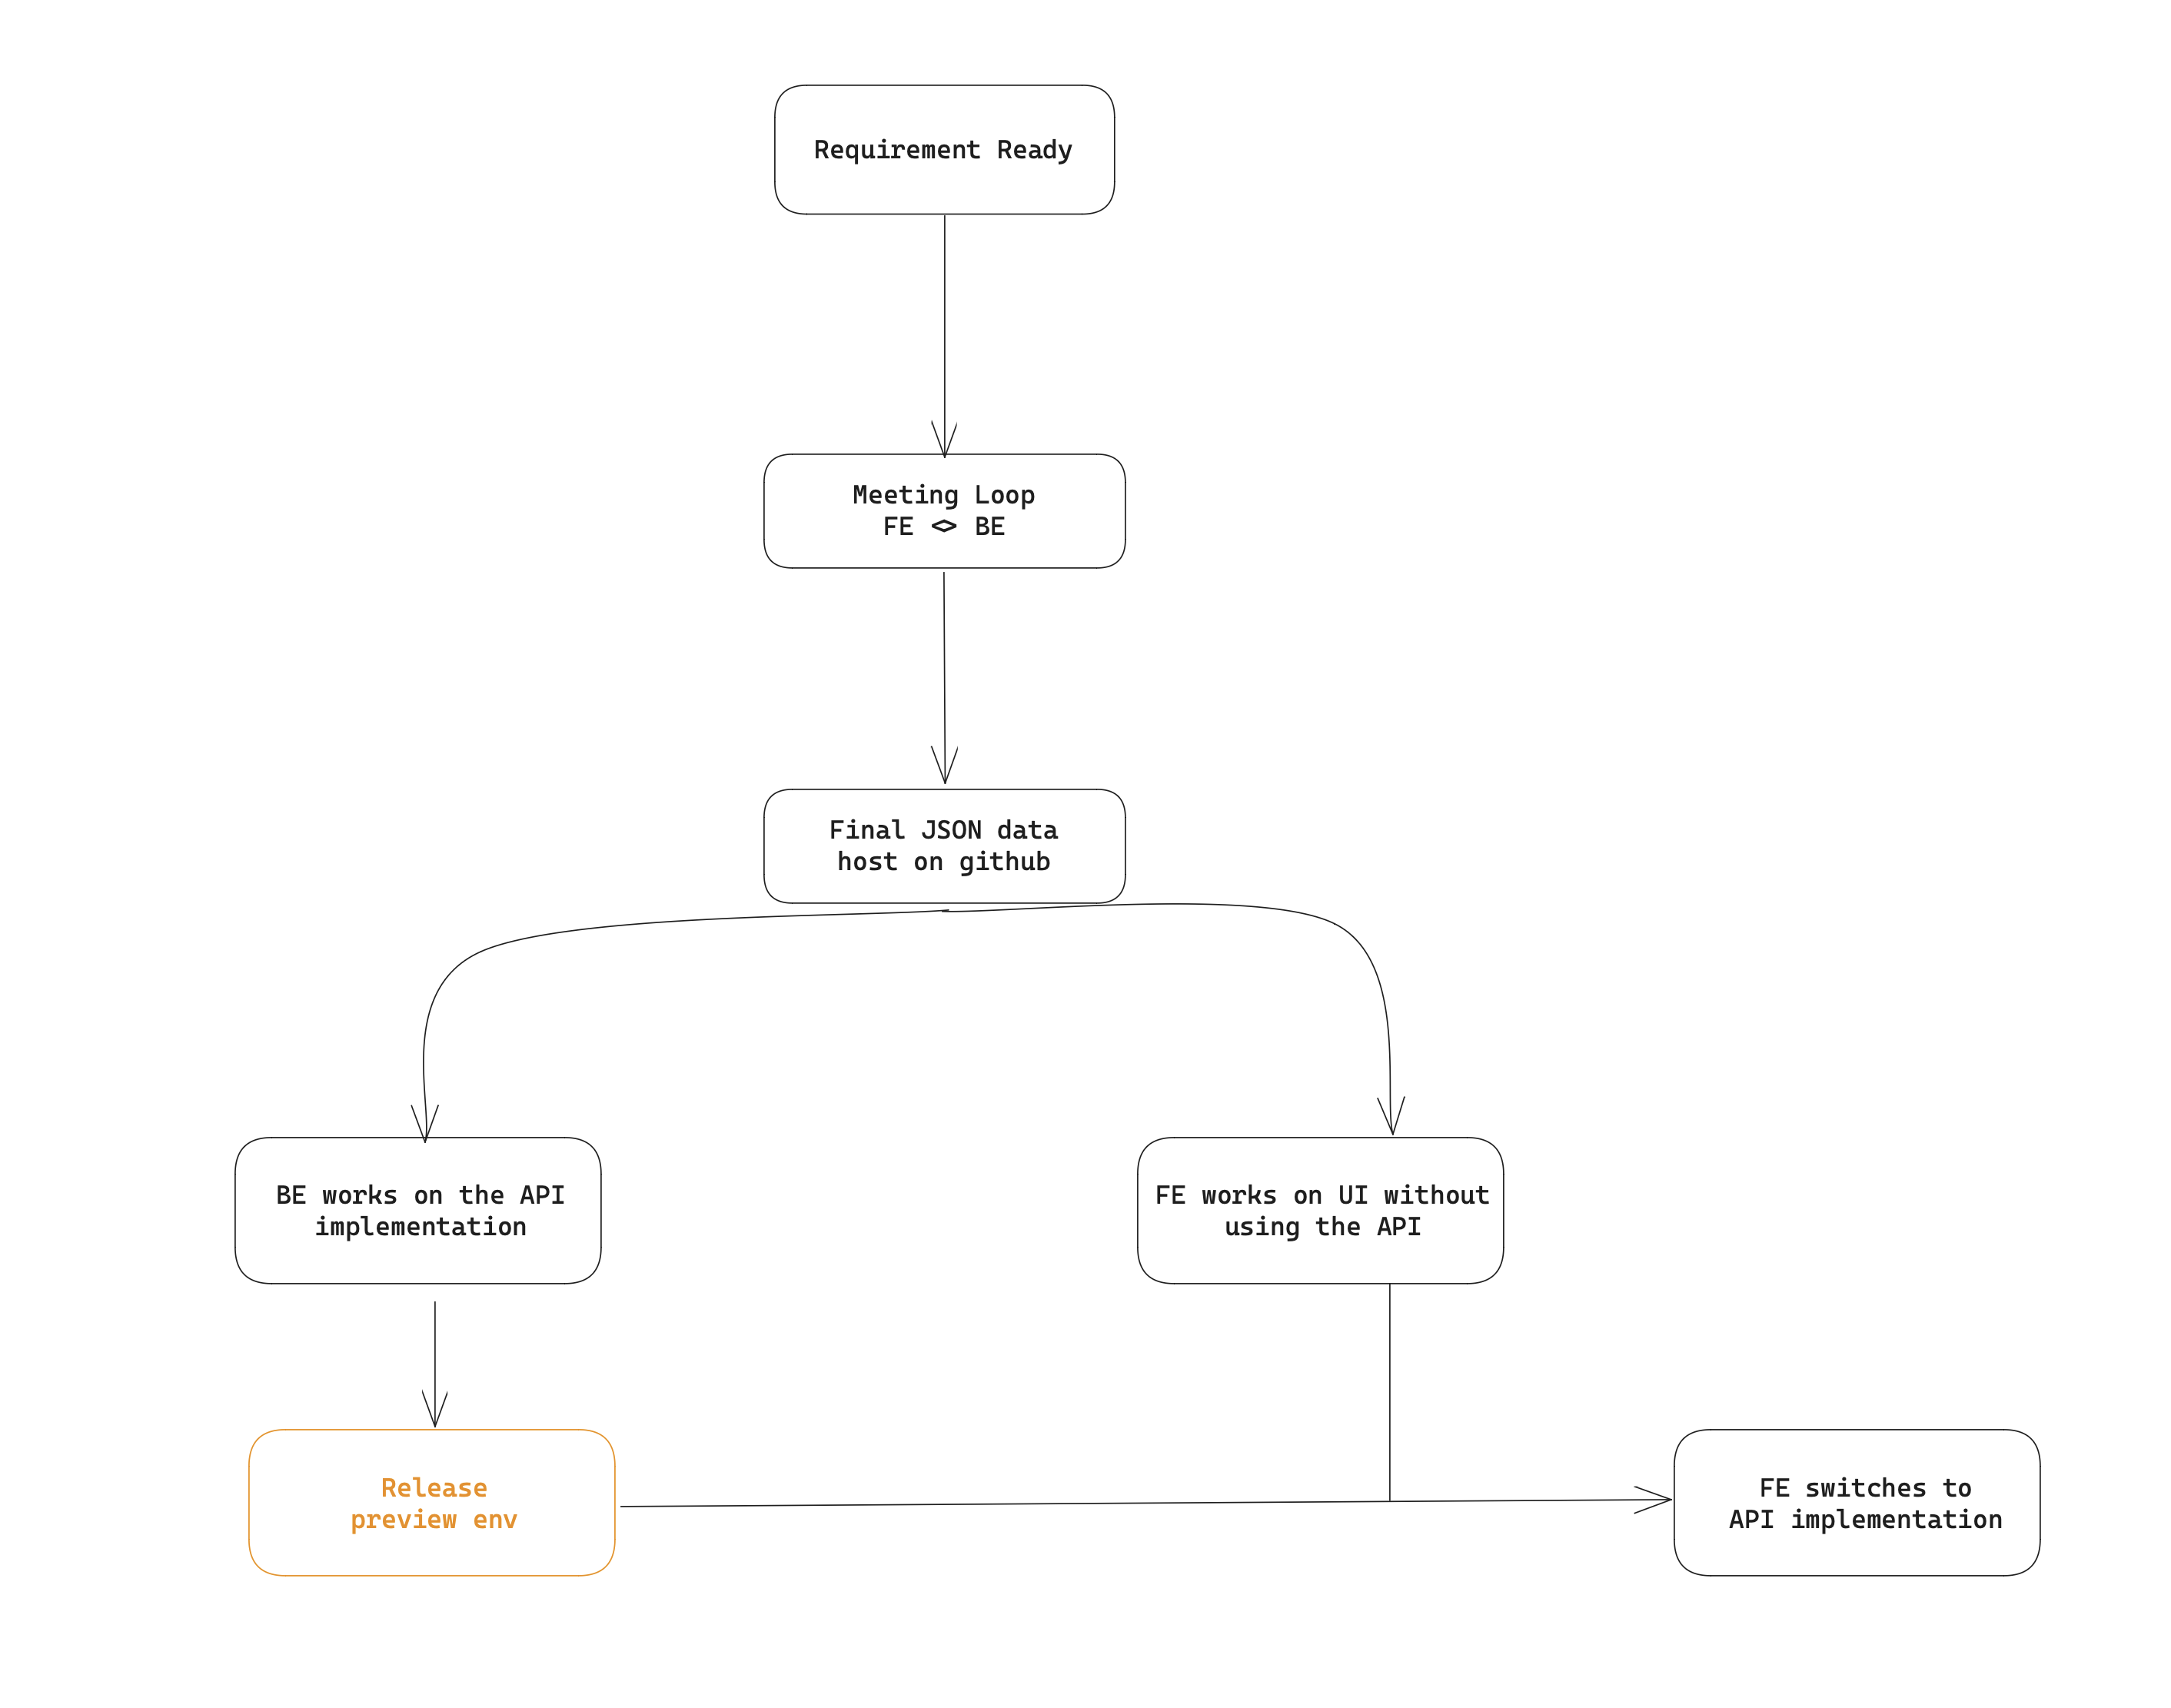 Requirement Ready
Meeting Loop
FE <> BE
Final JSON data
host on github
BE works on the API
implementation
FE works on UI without
using the API
Release
preview env
FE switches to
API implementation